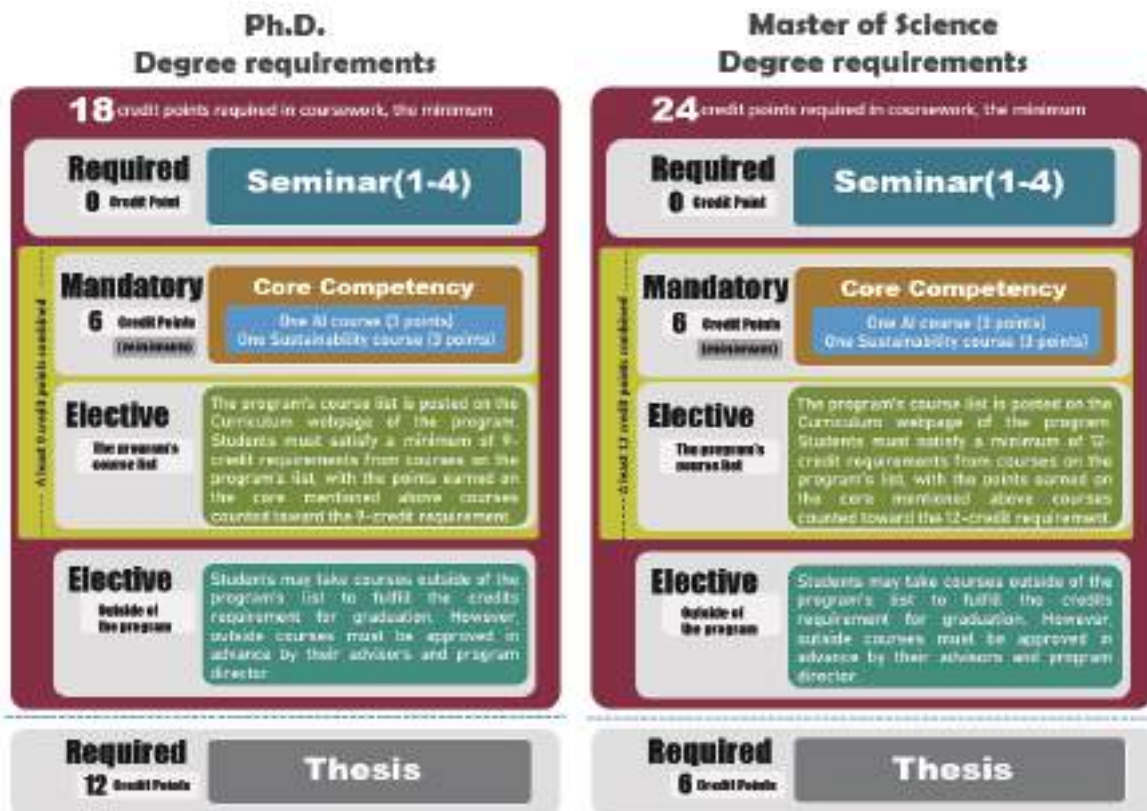 Ph.D.
Degree requirements
18 credit points required in coursework, the minimum
Required
0 Credit Point
Seminar(1-4)
At least 9 credit points combined
Mandatory
6 Credit Points
(minimum)
Core Competency
One AI course (3 points)
One Sustainability course (3 points)
Elective
The program's
course list
The program's course list is posted on the
Curriculum webpage of the program.
Students must satisfy a minimum of 9-
credit requirements from courses on the
program's list, with the points earned on
the core mentioned above courses
counted toward the 9-credit requirement
Elective
Outside of
the program
Students may take courses outside of the
program's list to fulfill the credits
requirement for graduation. However,
outside courses must be approved in
advance by their advisors and program
director
Required
12 Credit Points
Thesis
Master of Science
Degree requirements
24 credit points required in coursework, the minimum
Required
0 Credit Point
Seminar(1-4)
12 credit points combined
Mandatory
6 Credit Points
(minimum)
Core Competency
One AI course (3 points)
One Sustainability course (3 points)
Elective
The program's
course list
The program's course list is posted on the
Curriculum webpage of the program.
Students must satisfy a minimum of 12-
credit requirements from courses on the
program's list, with the points earned on
the core mentioned above courses
counted toward the 12-credit requirement
Elective
Outside of
the program
Students may take courses outside of the
program's list to fulfill the credits
requirement for graduation. However,
outside courses must be approved in
advance by their advisors and program
director
Required
6 Credit Points
Thesis